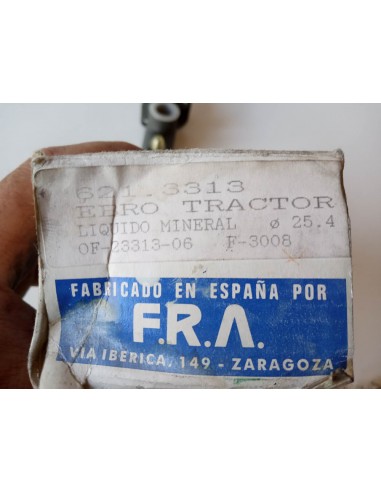 621.3313
EBRO TRACTOR
LIQUIDO MINERAL ø 25.4
OF-23313-06 F-3008
FABRICADO EN ESPAÑA POR
F.R.A.
VIA IBERICA, 149 - ZARAGOZA